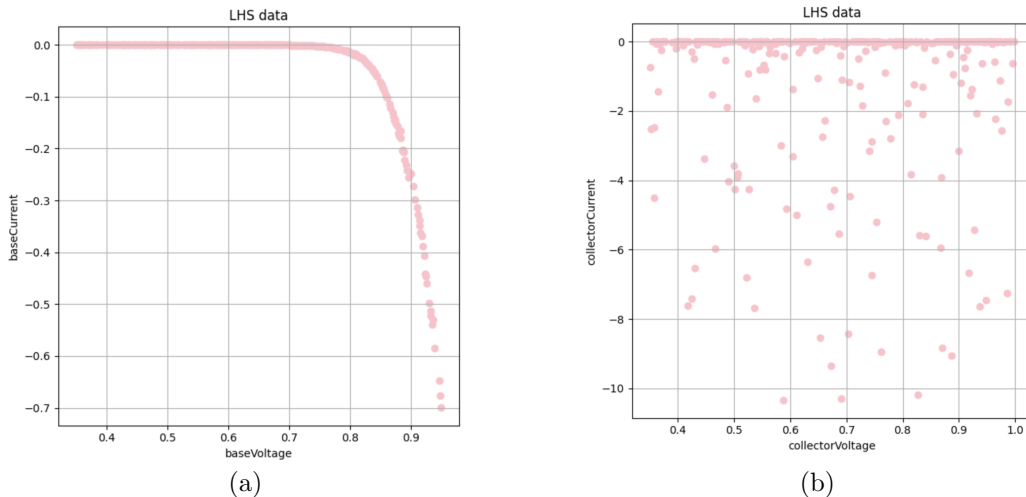 LHS data
0.0
−0.1
−0.2
−0.3
−0.4
−0.5
−0.6
−0.7
baseCurrent
0.4 0.5 0.6 0.7 0.8 0.9
baseVoltage
(a)
LHS data
0
−2
−4
−6
−8
−10
collectorCurrent
0.4 0.5 0.6 0.7 0.8 0.9 1.0
collectorVoltage
(b)